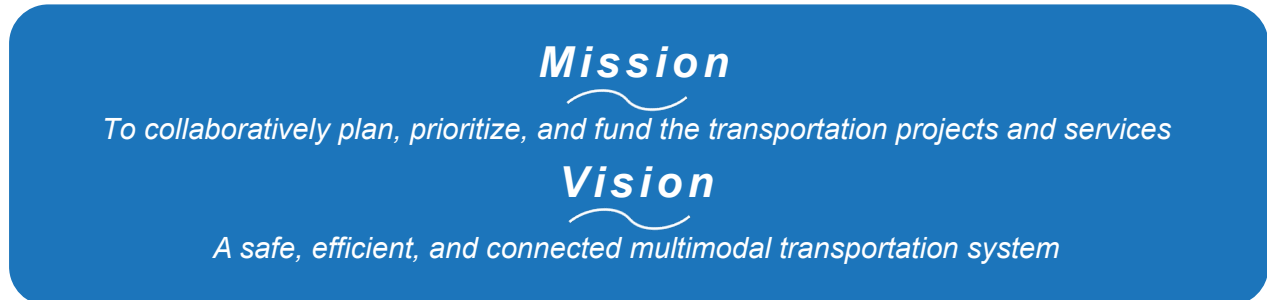 Mission
To collaboratively plan, prioritize, and fund the transportation projects and services
Vision
A safe, efficient, and connected multimodal transportation system